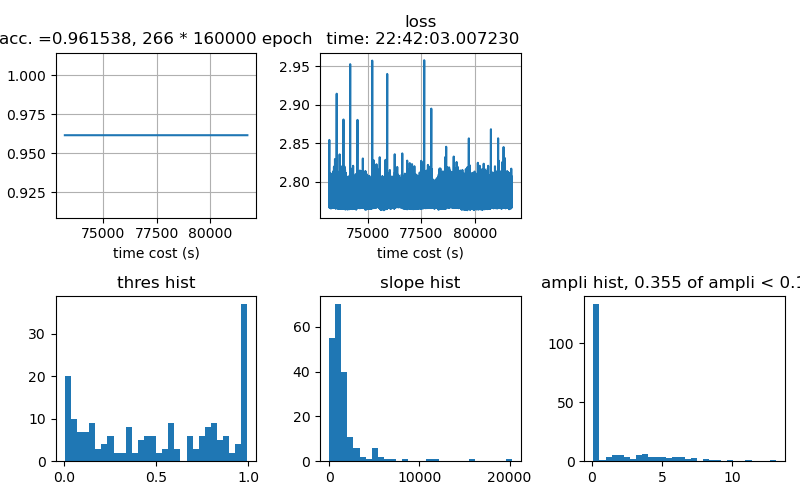 acc. =0.961538, 266 * 160000 epoch
loss
time: 22:42:03.007230
1.000
0.975
0.950
0.925
75000 77500 80000
time cost (s)
2.95
2.90
2.85
2.80
75000 77500 80000
time cost (s)
thres hist
30
20
10
0
0.0 0.5 1.0
slope hist
60
40
20
0
0 10000 20000
ampli hist, 0.355 of ampli < 0.1
100
50
0
0 5 10